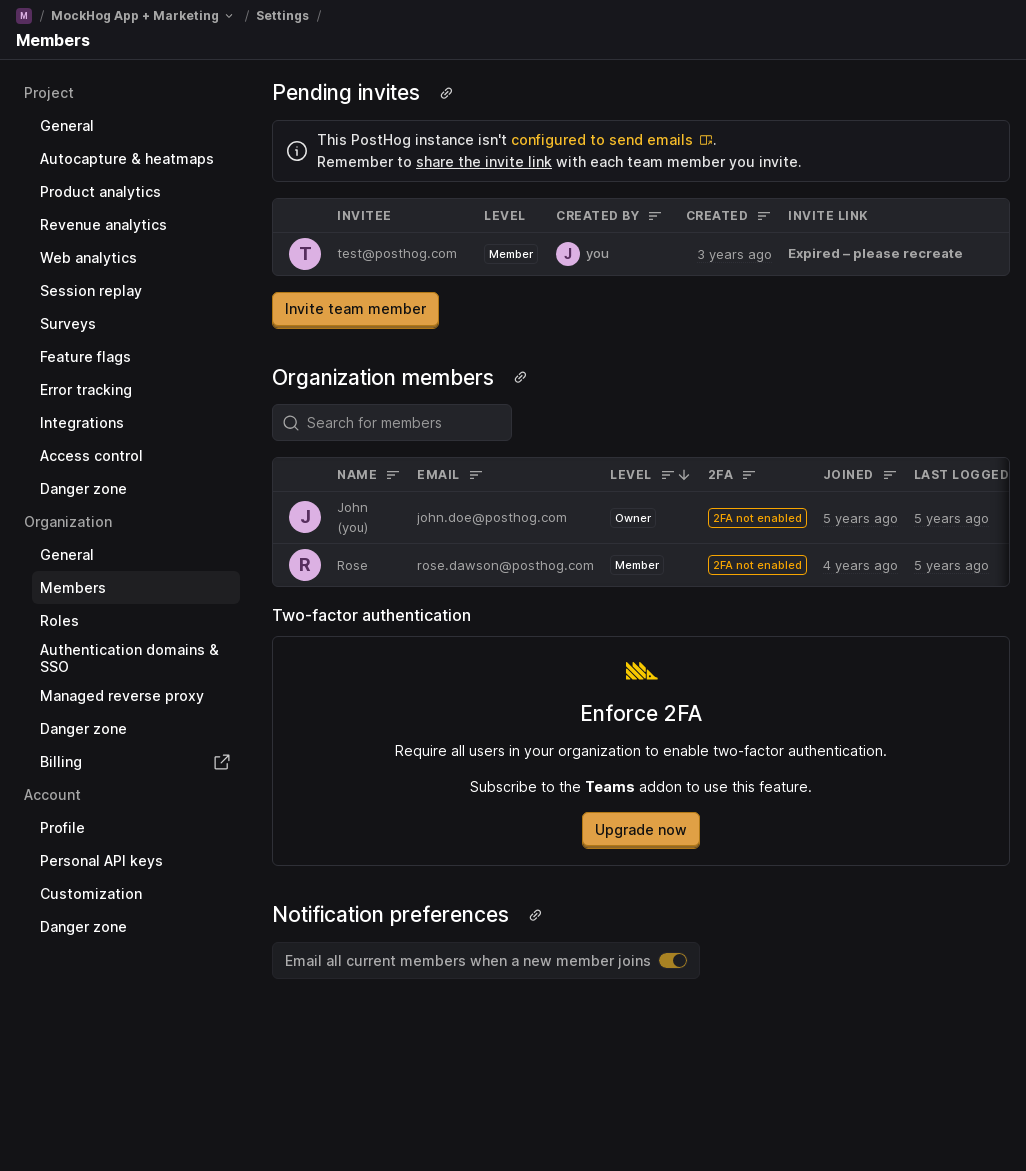 M / MockHog App + Marketing / Settings /
Members
Project
General
Autocapture & heatmaps
Product analytics
Revenue analytics
Web analytics
Session replay
Surveys
Feature flags
Error tracking
Integrations
Access control
Danger zone
Organization
General
Members
Roles
Authentication domains &
SSO
Managed reverse proxy
Danger zone
Billing
Account
Profile
Personal API keys
Customization
Danger zone
Pending invites
This PostHog instance isn't configured to send emails .
Remember to share the invite link with each team member you invite.
INVITEE LEVEL CREATED BY CREATED INVITE LINK
T test@posthog.com Member J you 3 years ago Expired – please recreate
Invite team member
Organization members
Search for members
NAME EMAIL LEVEL 2FA JOINED LAST LOGGED
J John (you) john.doe@posthog.com Owner 2FA not enabled 5 years ago 5 years ago
R Rose rose.dawson@posthog.com Member 2FA not enabled 4 years ago 5 years ago
Two-factor authentication
Enforce 2FA
Require all users in your organization to enable two-factor authentication.
Subscribe to the Teams addon to use this feature.
Upgrade now
Notification preferences
Email all current members when a new member joins